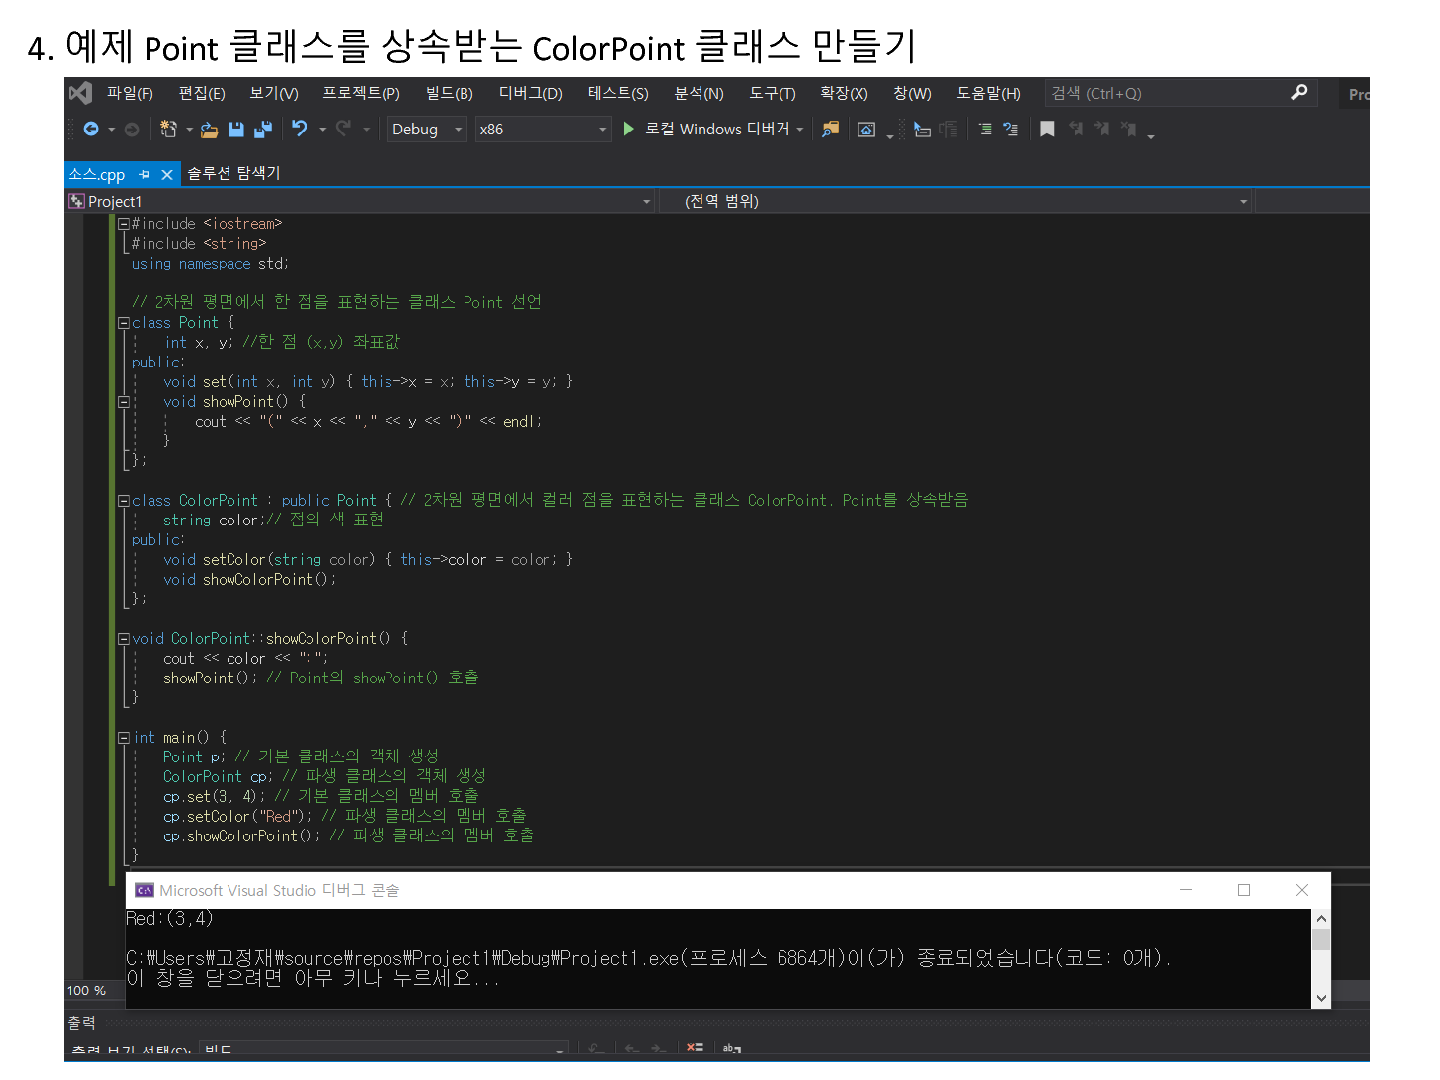 4. 예제 Point 클래스를 상속받는 ColorPoint 클래스 만들기
파일(F) 편집(E) 보기(V) 프로젝트(P) 빌드(B) 디버그(D) 테스트(S) 분석(N) 도구(T) 확장(X) 창(W) 도움말(H) 검색 (Ctrl+Q)
Debug x86 로컬 Windows 디버거
소스.cpp 솔루션 탐색기
Project1 (전역 범위)
#include <iostream>
#include <string>
using namespace std;
// 2차원 평면에서 한 점을 표현하는 클래스 Point 선언
class Point {
int x, y; //한 점 (x,y) 좌표값
public:
void set(int x, int y) { this->x = x; this->y = y; }
void showPoint() {
cout << "(" << x << "," << y << ")" << endl;
}
};
class ColorPoint : public Point { // 2차원 평면에서 컬러 점을 표현하는 클래스 ColorPoint. Point를 상속받음
string color;// 점의 색 표현
public:
void setColor(string color) { this->color = color; }
void showColorPoint();
};
void ColorPoint::showColorPoint() {
cout << color << ":";
showPoint(); // Point의 showPoint() 호출
}
int main() {
Point p; // 기본 클래스의 객체 생성
ColorPoint cp; // 파생 클래스의 객체 생성
cp.set(3, 4); // 기본 클래스의 멤버 호출
cp.setColor("Red"); // 파생 클래스의 멤버 호출
cp.showColorPoint(); // 파생 클래스의 멤버 호출
}
Microsoft Visual Studio 디버그 콘솔
Red:(3,4)
C:\Users\고정재\source\repos\Project1\Debug\Project1.exe(프로세스 6864개)이(가) 종료되었습니다(코드: 0개).
이 창을 닫으려면 아무 키나 누르세요...
100 %
출력
출력 보기 선택(S): 빌드